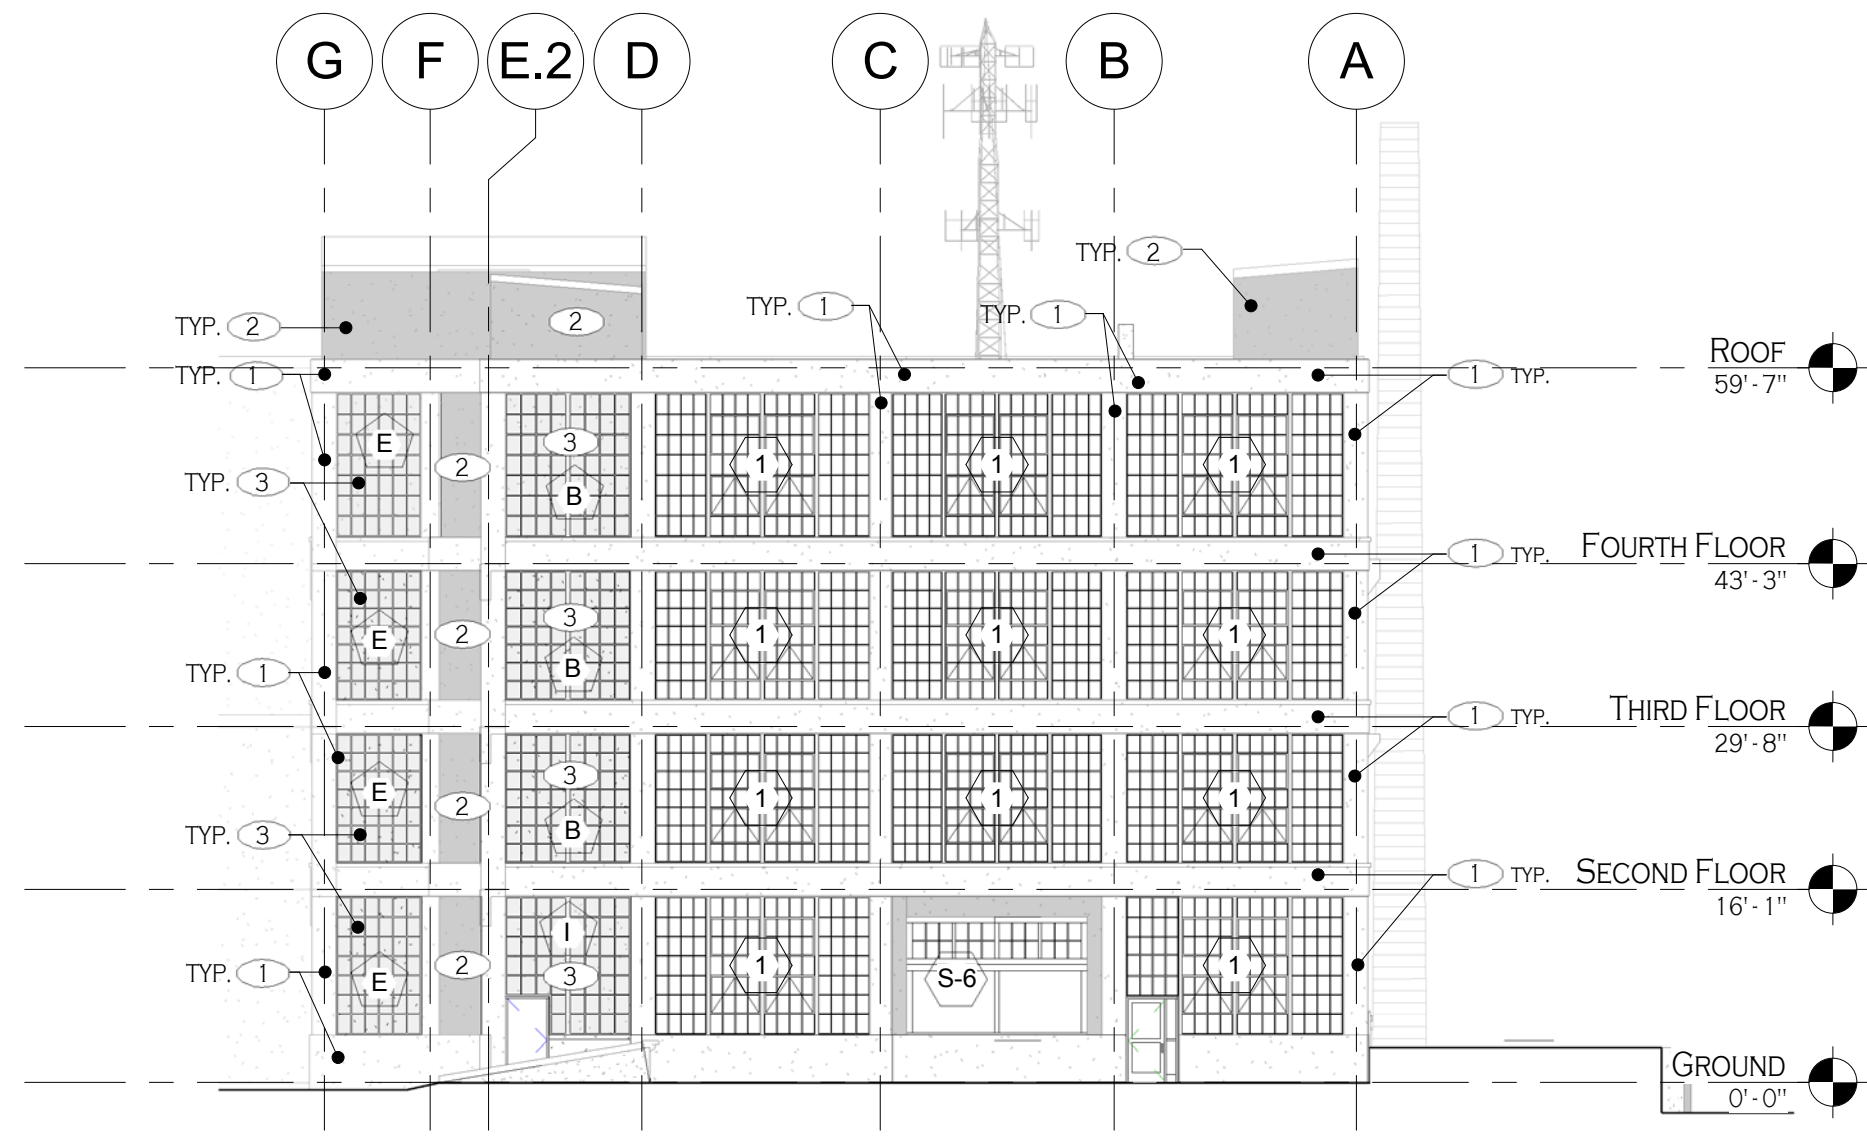 G F E.2 D C B A
TYP. 2
TYP. 1
TYP. 1
TYP. 2
2
ROOF
59'-7"
TYP. 1
1 TYP.
E
3
1
1
1
2
TYP. 3
B
1 TYP.
FOURTH FLOOR
43'-3"
3
E
2
1
1
1
B
TYP. 1
1 TYP.
THIRD FLOOR
29'-8"
3
E
2
1
1
1
B
TYP. 3
1 TYP.
SECOND FLOOR
16'-1"
I
2
1
1
TYP. 1
E
3
S-6
GROUND
0'-0"